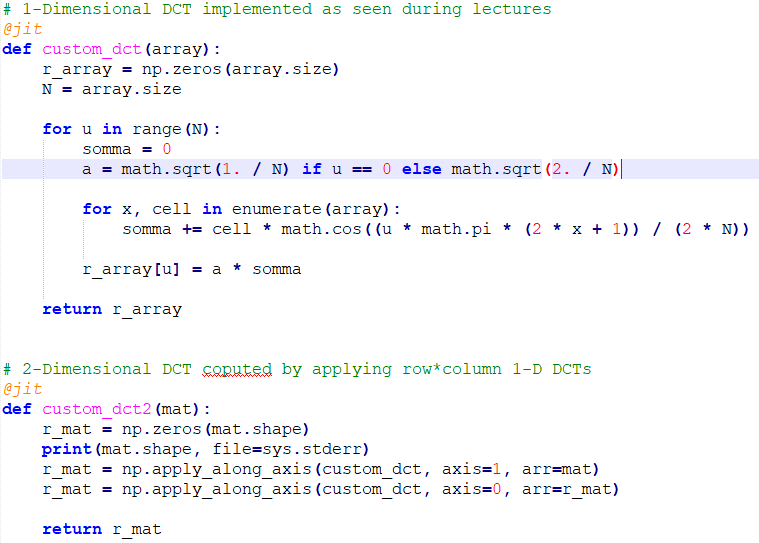 # 1-Dimensional DCT implemented as seen during lectures
@jit
def custom_dct(array):
    r_array = np.zeros(array.size)
    N = array.size

    for u in range(N):
        somma = 0
        a = math.sqrt(1. / N) if u == 0 else math.sqrt(2. / N)

        for x, cell in enumerate(array):
            somma += cell * math.cos((u * math.pi * (2 * x + 1)) / (2 * N))

        r_array[u] = a * somma

    return r_array


# 2-Dimensional DCT coputed by applying row*column 1-D DCTs
@jit
def custom_dct2(mat):
    r_mat = np.zeros(mat.shape)
    print(mat.shape, file=sys.stderr)
    r_mat = np.apply_along_axis(custom_dct, axis=1, arr=mat)
    r_mat = np.apply_along_axis(custom_dct, axis=0, arr=r_mat)

    return r_mat